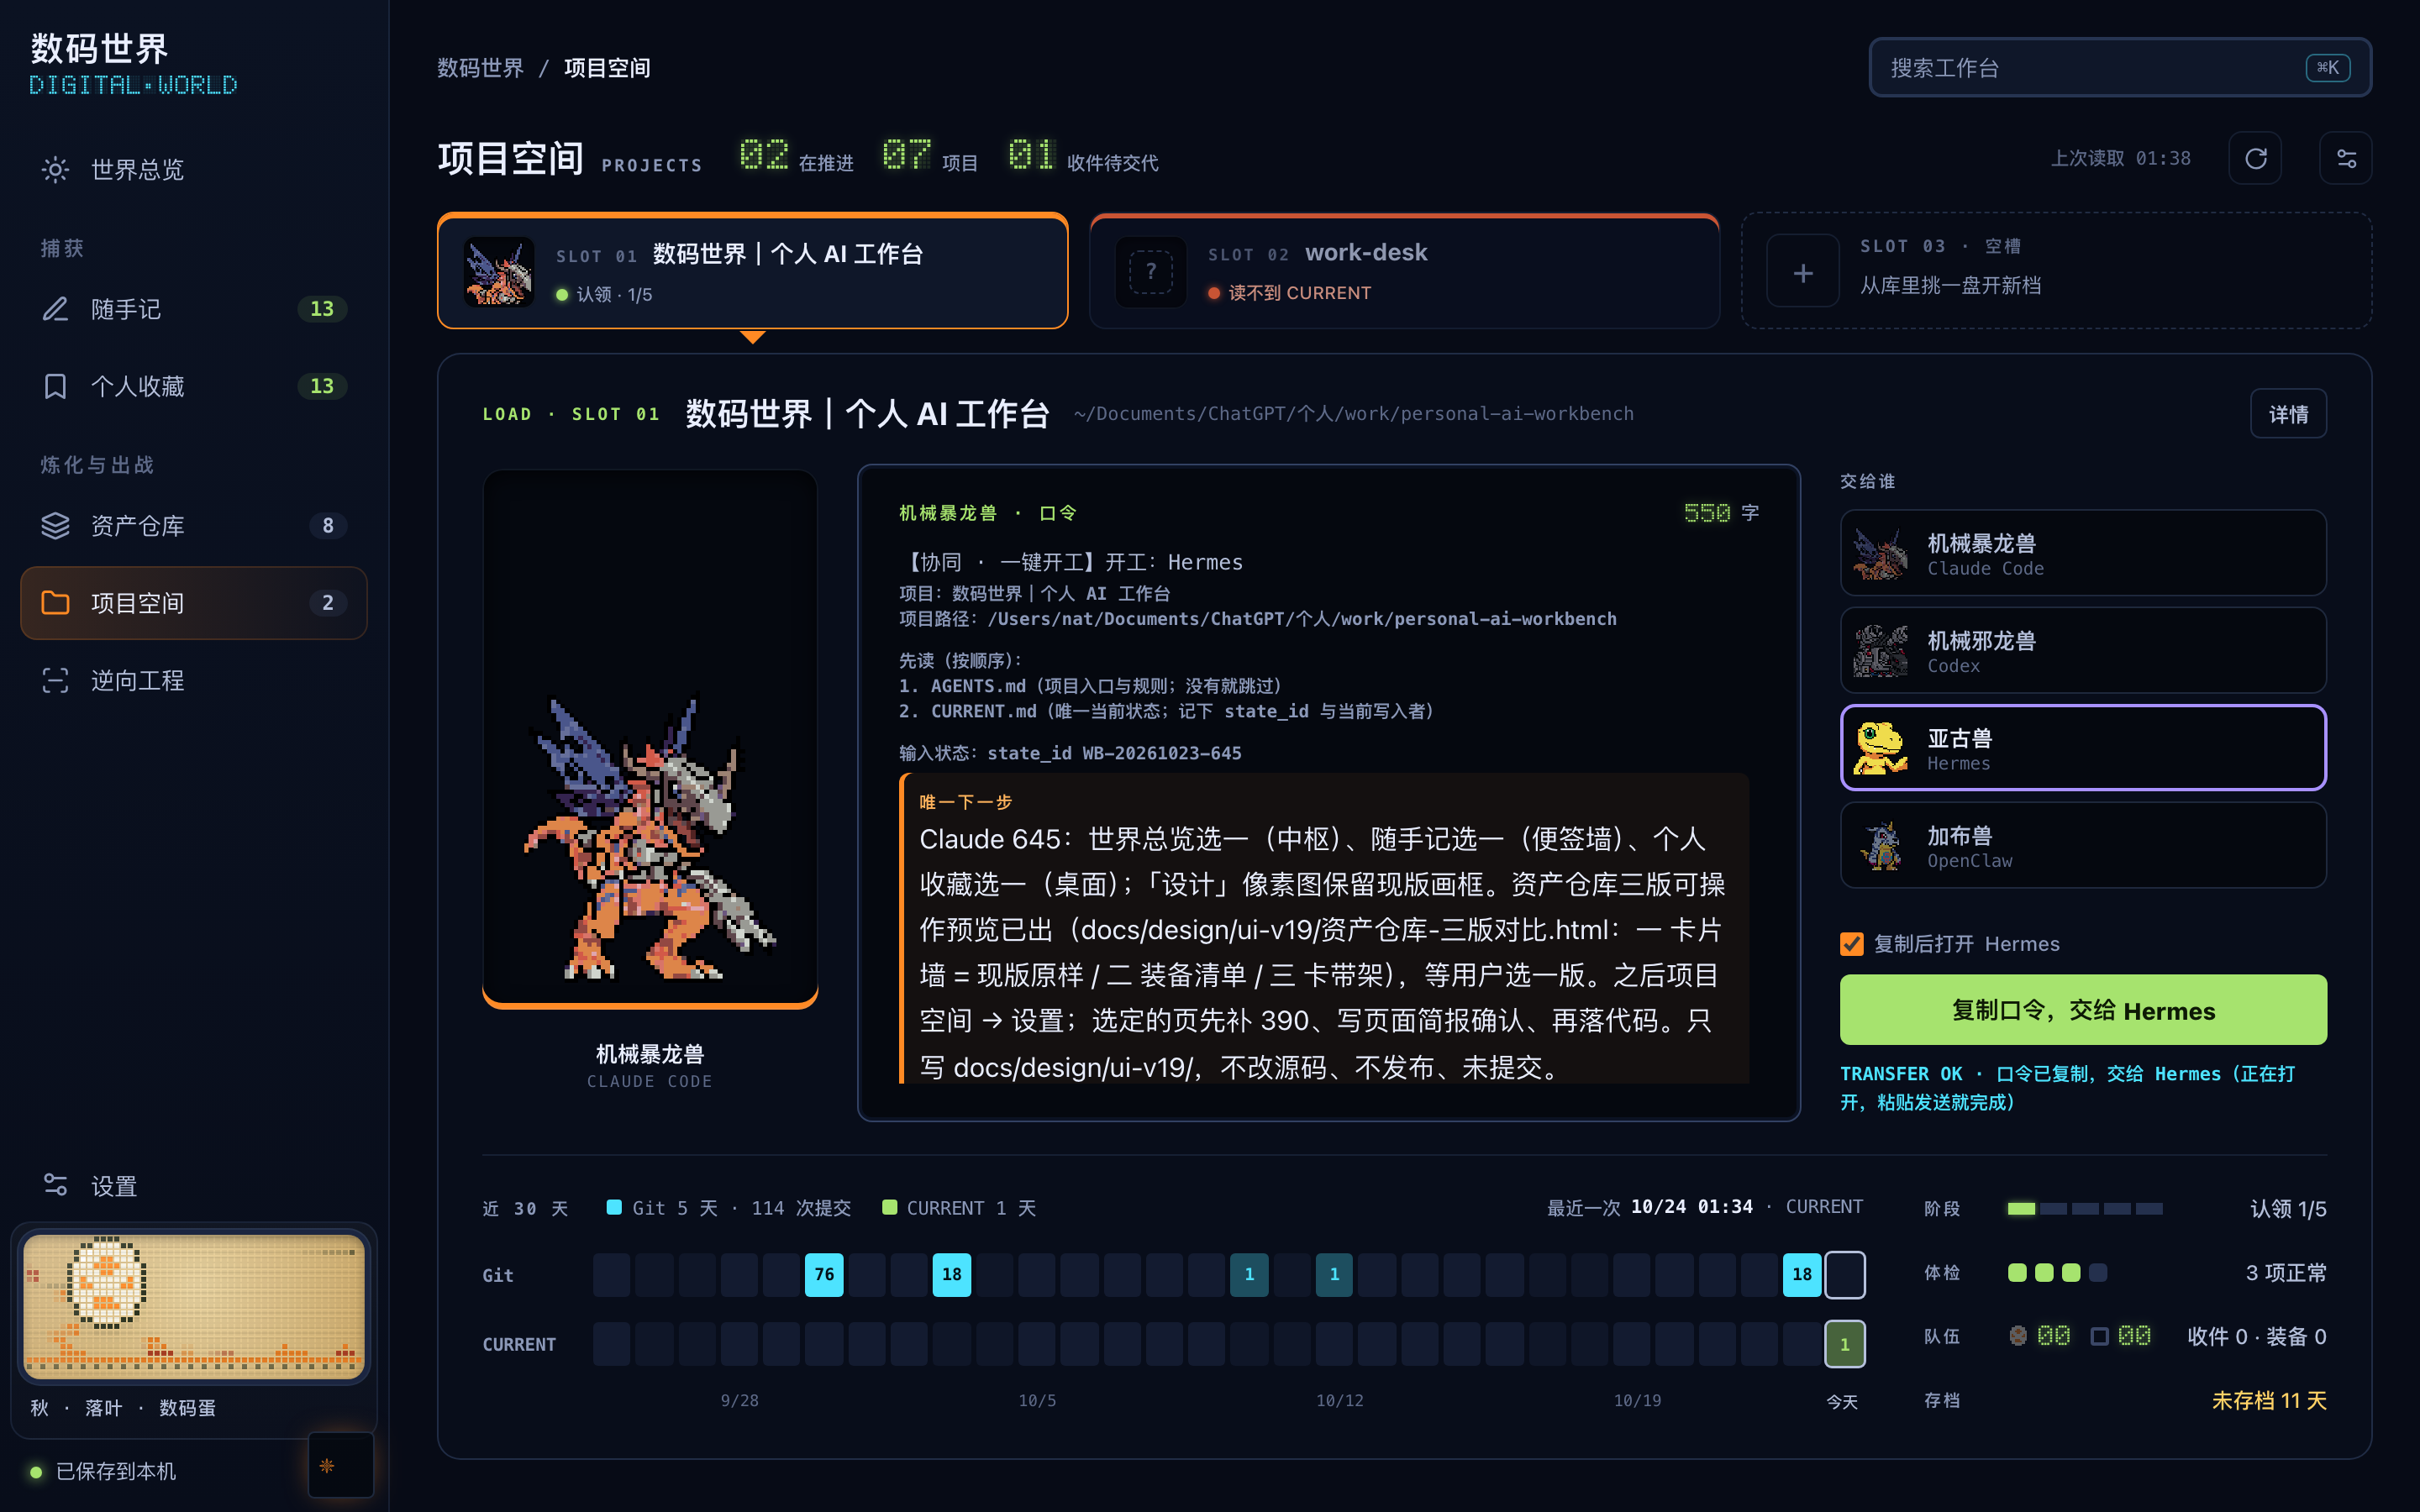 数码世界
DIGITAL·WORLD
世界总览
捕获
随手记 13
个人收藏 13
炼化与出战
资产仓库 8
项目空间 2
逆向工程
设置
秋 · 落叶 · 数码蛋
已保存到本机
数码世界 / 项目空间
搜索工作台 ⌘K
项目空间 PROJECTS 02 在推进 07 项目 01 收件待交代
上次读取 01:38
SLOT 01 数码世界｜个人 AI 工作台
认领 · 1/5
?
SLOT 02 work-desk
读不到 CURRENT
+
SLOT 03 · 空槽
从库里挑一盘开新档
LOAD · SLOT 01 数码世界｜个人 AI 工作台 ~/Documents/ChatGPT/个人/work/personal-ai-workbench
详情
机械暴龙兽
CLAUDE CODE
机械暴龙兽 · 口令 550 字
【协同 · 一键开工】开工：Hermes
项目：数码世界｜个人 AI 工作台
项目路径：/Users/nat/Documents/ChatGPT/个人/work/personal-ai-workbench
先读（按顺序）：
1. AGENTS.md（项目入口与规则；没有就跳过）
2. CURRENT.md（唯一当前状态；记下 state_id 与当前写入者）
输入状态：state_id WB-20261023-645
唯一下一步
Claude 645：世界总览选一（中枢）、随手记选一（便签墙）、个人
收藏选一（桌面）；「设计」像素图保留现版画框。资产仓库三版可操
作预览已出（docs/design/ui-v19/资产仓库-三版对比.html：一 卡片
墙 = 现版原样 / 二 装备清单 / 三 卡带架），等用户选一版。之后项目
空间 → 设置；选定的页先补 390、写页面简报确认、再落代码。只
写 docs/design/ui-v19/，不改源码、不发布、未提交。
交给谁
机械暴龙兽
Claude Code
机械邪龙兽
Codex
亚古兽
Hermes
加布兽
OpenClaw
复制后打开 Hermes
复制口令，交给 Hermes
TRANSFER OK · 口令已复制，交给 Hermes（正在打
开，粘贴发送就完成）
近 30 天 Git 5 天 · 114 次提交 CURRENT 1 天
最近一次 10/24 01:34 · CURRENT
Git 76 18 1 1 18
CURRENT 1
9/28 10/5 10/12 10/19 今天
阶段 认领 1/5
体检 3 项正常
队伍 00 00 收件 0 · 装备 0
存档 未存档 11 天